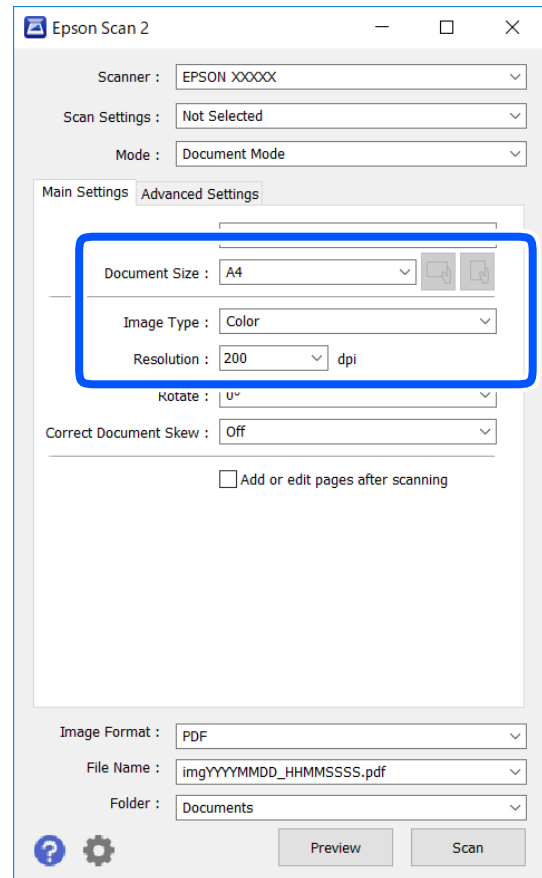 Epson Scan 2
Scanner : EPSON XXXXX
Scan Settings : Not Selected
Mode : Document Mode
Main Settings Advanced Settings
Document Size : A4
Image Type : Color
Resolution : 200 dpi
Rotate : 0°
Correct Document Skew : Off
Add or edit pages after scanning
Image Format : PDF
File Name : imgYYYYMMDD_HHMMSSSS.pdf
Folder : Documents
? Preview Scan